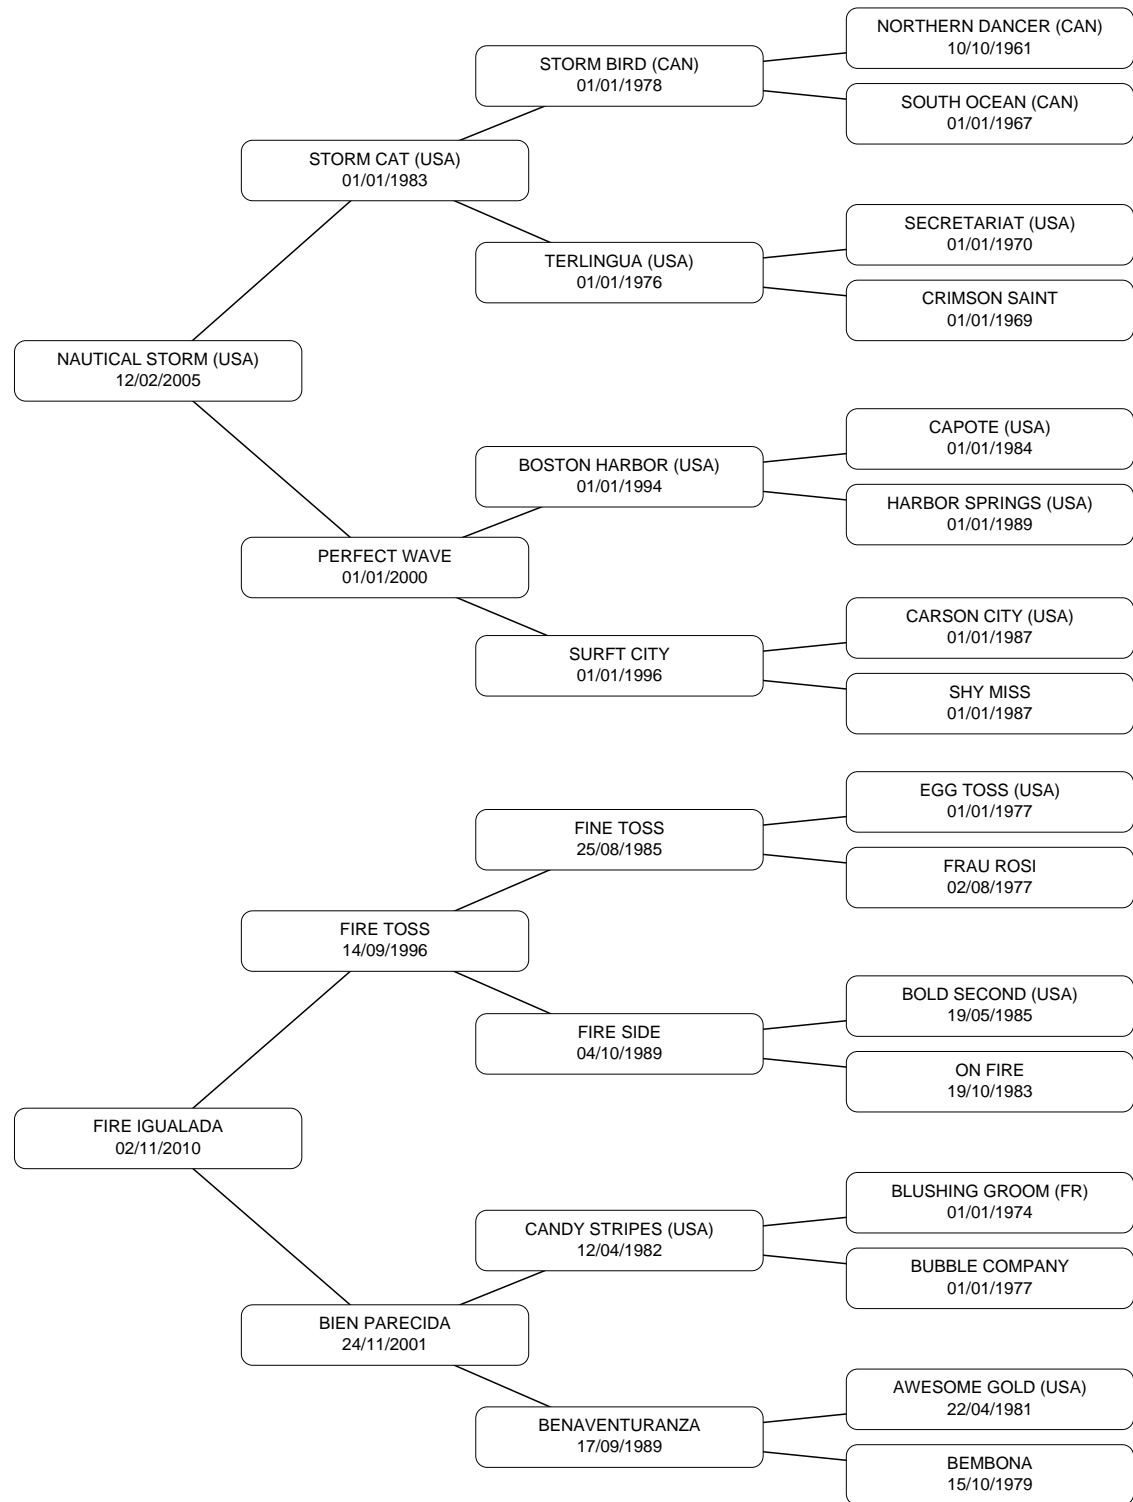 NORTHERN DANCER (CAN)
10/10/1961
STORM BIRD (CAN)
01/01/1978
SOUTH OCEAN (CAN)
01/01/1967
STORM CAT (USA)
01/01/1983
SECRETARIAT (USA)
01/01/1970
TERLINGUA (USA)
01/01/1976
CRIMSON SAINT
01/01/1969
NAUTICAL STORM (USA)
12/02/2005
CAPOTE (USA)
01/01/1984
BOSTON HARBOR (USA)
01/01/1994
HARBOR SPRINGS (USA)
01/01/1989
PERFECT WAVE
01/01/2000
CARSON CITY (USA)
01/01/1987
SURFT CITY
01/01/1996
SHY MISS
01/01/1987
EGG TOSS (USA)
01/01/1977
FINE TOSS
25/08/1985
FRAU ROSI
02/08/1977
FIRE TOSS
14/09/1996
BOLD SECOND (USA)
19/05/1985
FIRE SIDE
04/10/1989
ON FIRE
19/10/1983
FIRE IGUALADA
02/11/2010
BLUSHING GROOM (FR)
01/01/1974
CANDY STRIPES (USA)
12/04/1982
BUBBLE COMPANY
01/01/1977
BIEN PARECIDA
24/11/2001
AWESOME GOLD (USA)
22/04/1981
BENAVENTURANZA
17/09/1989
BEMBONA
15/10/1979